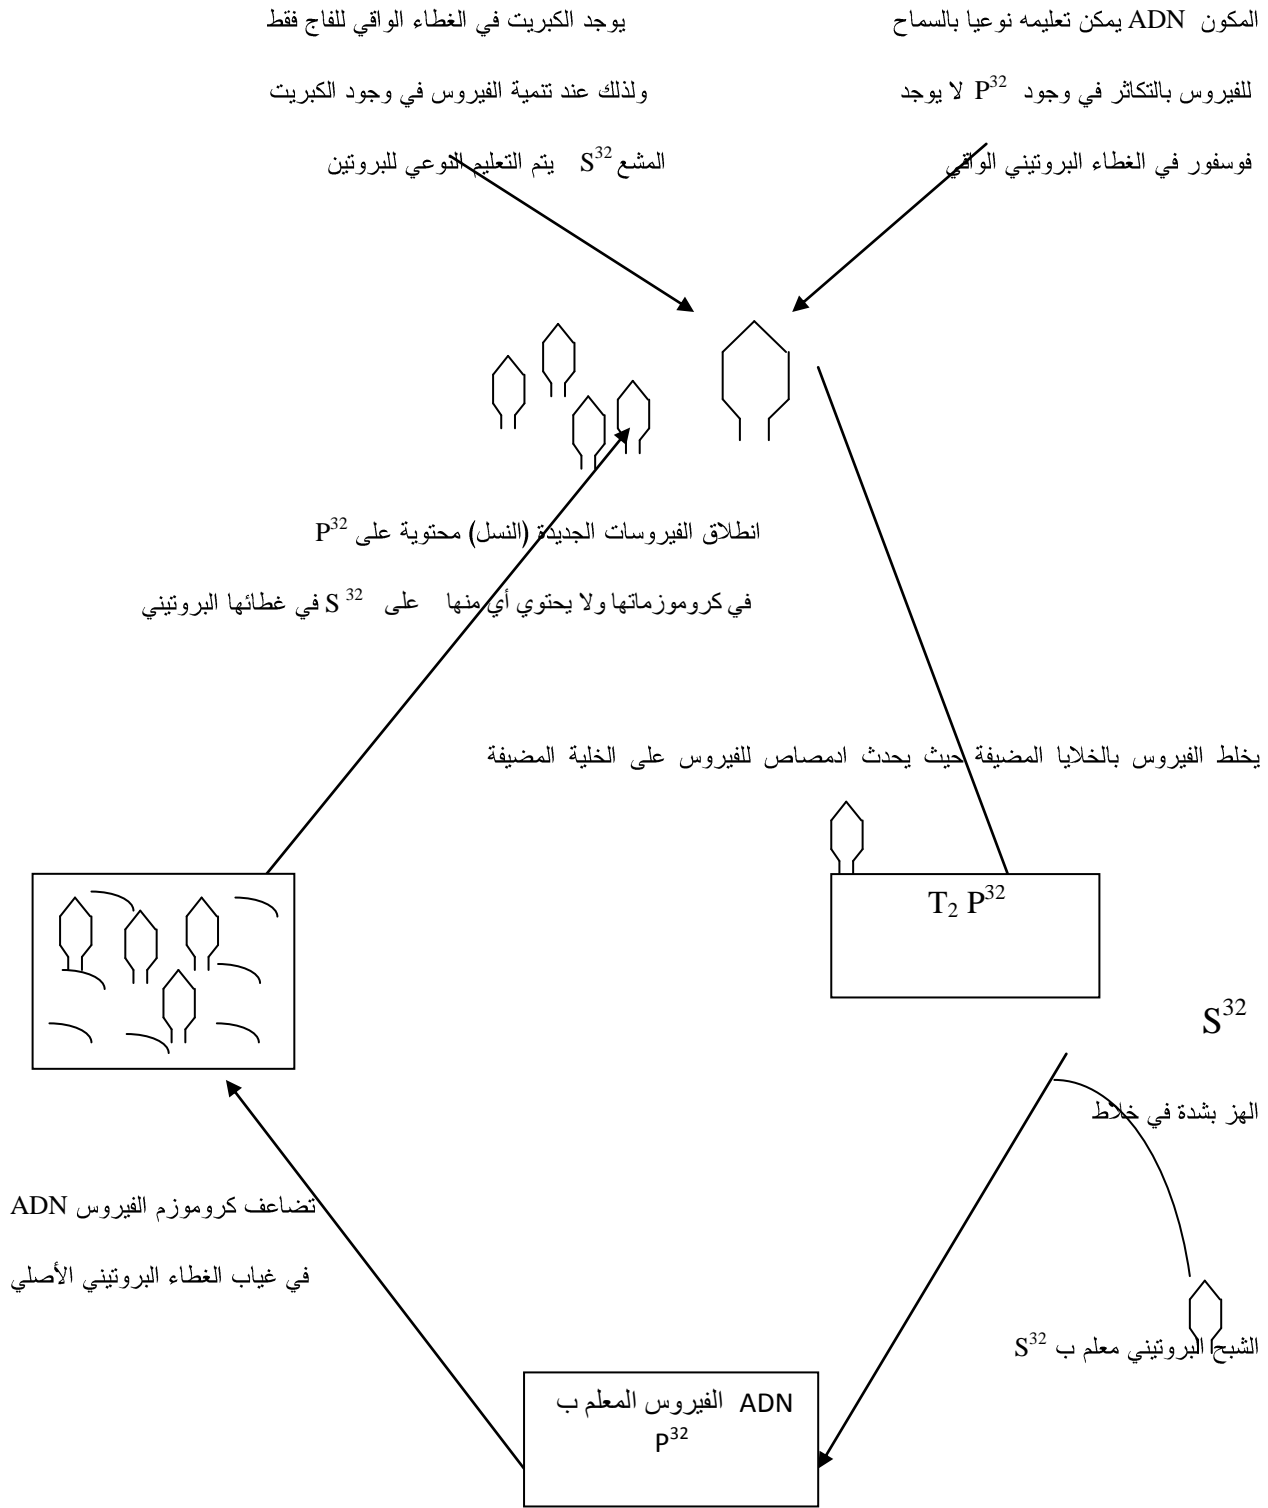 المكون ADN يمكن تعليمه نوعيا بالسماح
للفيروس بالتكاثر في وجود P³² لا يوجد
فوسفور في الغطاء البروتيني الواقي
يوجد الكبريت في الغطاء الواقي للفاج فقط
ولذلك عند تنمية الفيروس في وجود الكبريت
المشع S³² يتم التعليم النوعي للبروتين
انطلاق الفيروسات الجديدة (النسل) محتوية على P³²
في كروموزماتها ولا يحتوي أي منها على S ³² في غطائها البروتيني
يخلط الفيروس بالخلايا المضيفة حيث يحدث ادمصاص للفيروس على الخلية المضيفة
T₂ P³²
S³²
الهز بشدة في خلاط
الشبح البروتيني معلم ب S³²
ADN الفيروس المعلم ب
P³²
تضاعف كروموزم الفيروس ADN
في غياب الغطاء البروتيني الأصلي